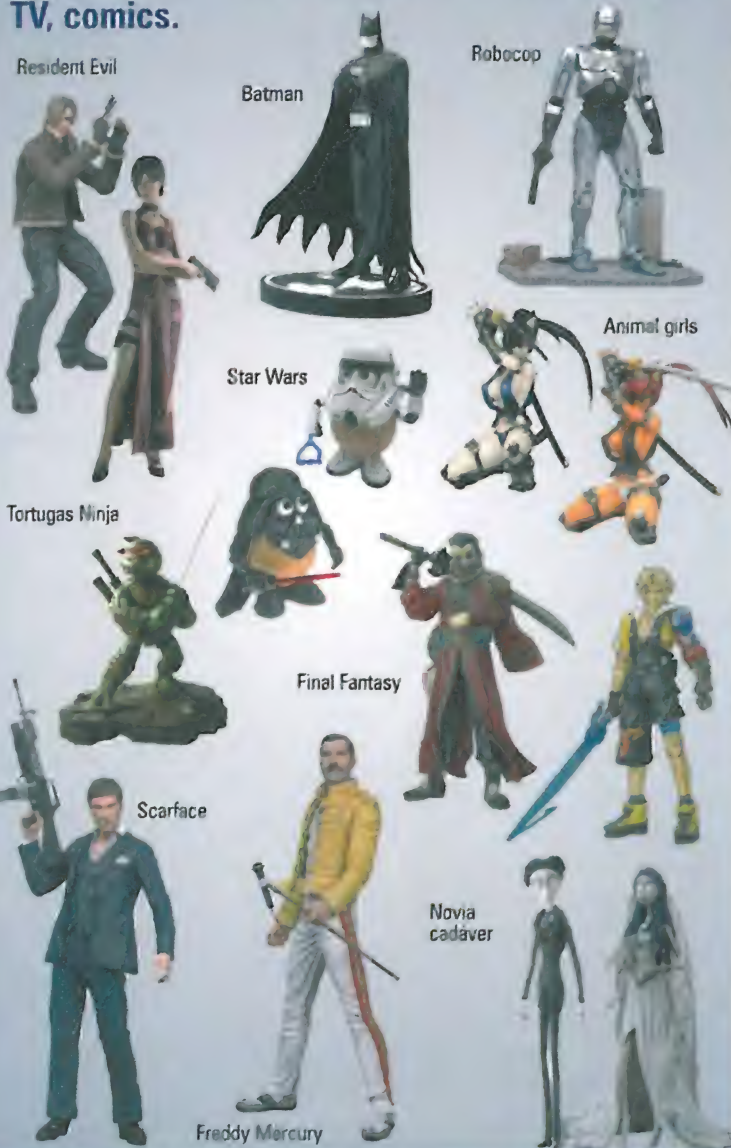 TV, comics.
Resident Evil
Batman
Robocop
Animal girls
Star Wars
Tortugas Ninja
Final Fantasy
Scarface
Novia
cadáver
Freddy Mercury